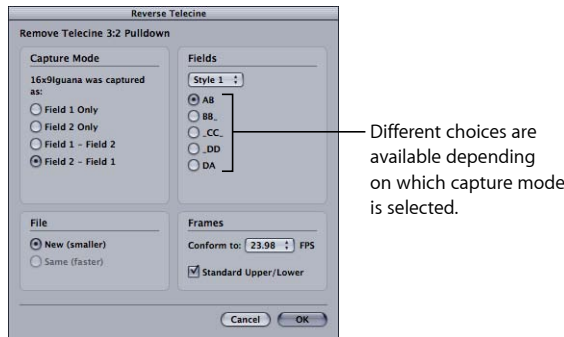 Reverse Telecine
Remove Telecine 3:2 Pulldown
Capture Mode
16x9Iguana was captured
as:
Field 1 Only
Field 2 Only
Field 1 - Field 2
Field 2 - Field 1
Fields
Style 1
AB
BB_
_CC_
_DD
DA
Different choices are
available depending
on which capture mode
is selected.
File
New (smaller)
Same (faster)
Frames
Conform to: 23.98 FPS
Standard Upper/Lower
Cancel
OK